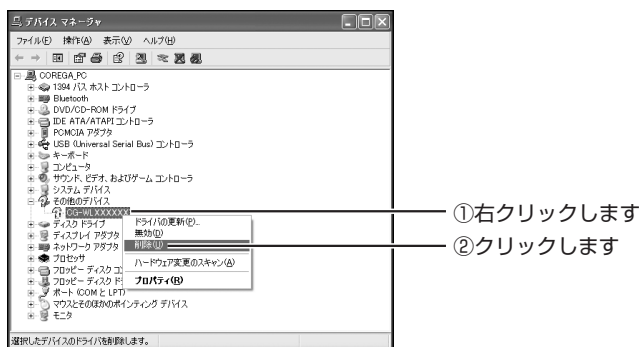 デバイス マネージャ
ファイル(F) 操作(A) 表示(V) ヘルプ(H)
COREGA_PC
1394 バス ホスト コントローラ
Bluetooth
DVD/CD-ROM ドライブ
IDE ATA/ATAPI コントローラ
PCMCIA アダプタ
USB (Universal Serial Bus) コントローラ
キーボード
コンピュータ
サウンド、ビデオ、およびゲーム コントローラ
システム デバイス
その他のデバイス
CG-WLXXXXXX
ディスク ドライブ
ディスプレイ アダプタ
ネットワーク アダプタ
プロセッサ
フロッピー ディスク コ
フロッピー ディスク ド
ポート (COM と LPT)
マウスとそのほかのポインティング デバイス
モニタ
ドライバの更新(P)...
無効(D)
削除(U)
ハードウェア変更のスキャン(A)
プロパティ(R)
選択したデバイスのドライバを削除します。
①右クリックします
②クリックします